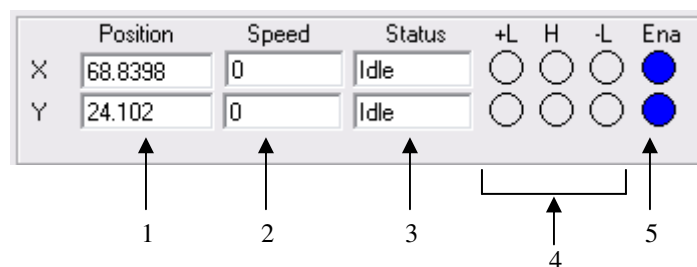 Position Speed Status +L H -L Ena
X 68.8398 0 Idle
Y 24.102 0 Idle
1 2 3 4 5